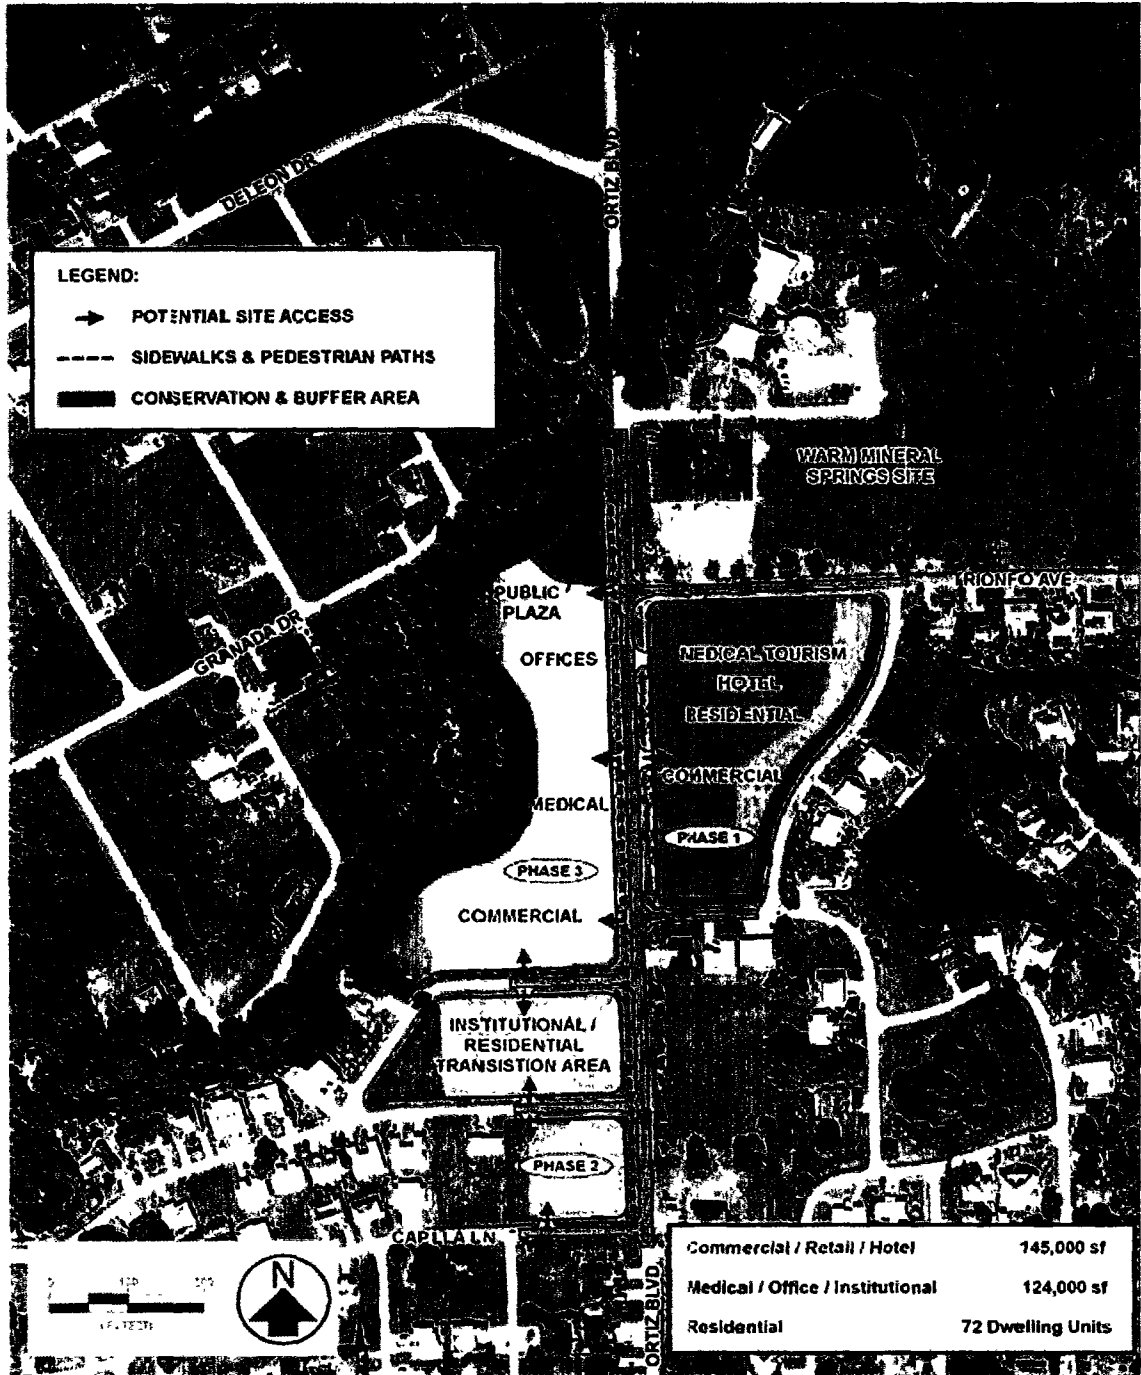 DELEON DR
ORTIZ BLVD
LEGEND:
POTENTIAL SITE ACCESS
SIDEWALKS & PEDESTRIAN PATHS
CONSERVATION & BUFFER AREA
WARM MINERAL
SPRINGS SITE
PUBLIC
PLAZA
OFFICES
GRANADA DR
MEDICAL TOURISM
HOTEL
RESIDENTIAL
COMMERCIAL
PHASE 1
MEDICAL
PHASE 3
COMMERCIAL
INSTITUTIONAL /
RESIDENTIAL
TRANSISTION AREA
PHASE 2
N
ORTIZ BLVD
Commercial / Retail / Hotel 145,000 sf
Medical / Office / Institutional 124,000 sf
Residential 72 Dwelling Units